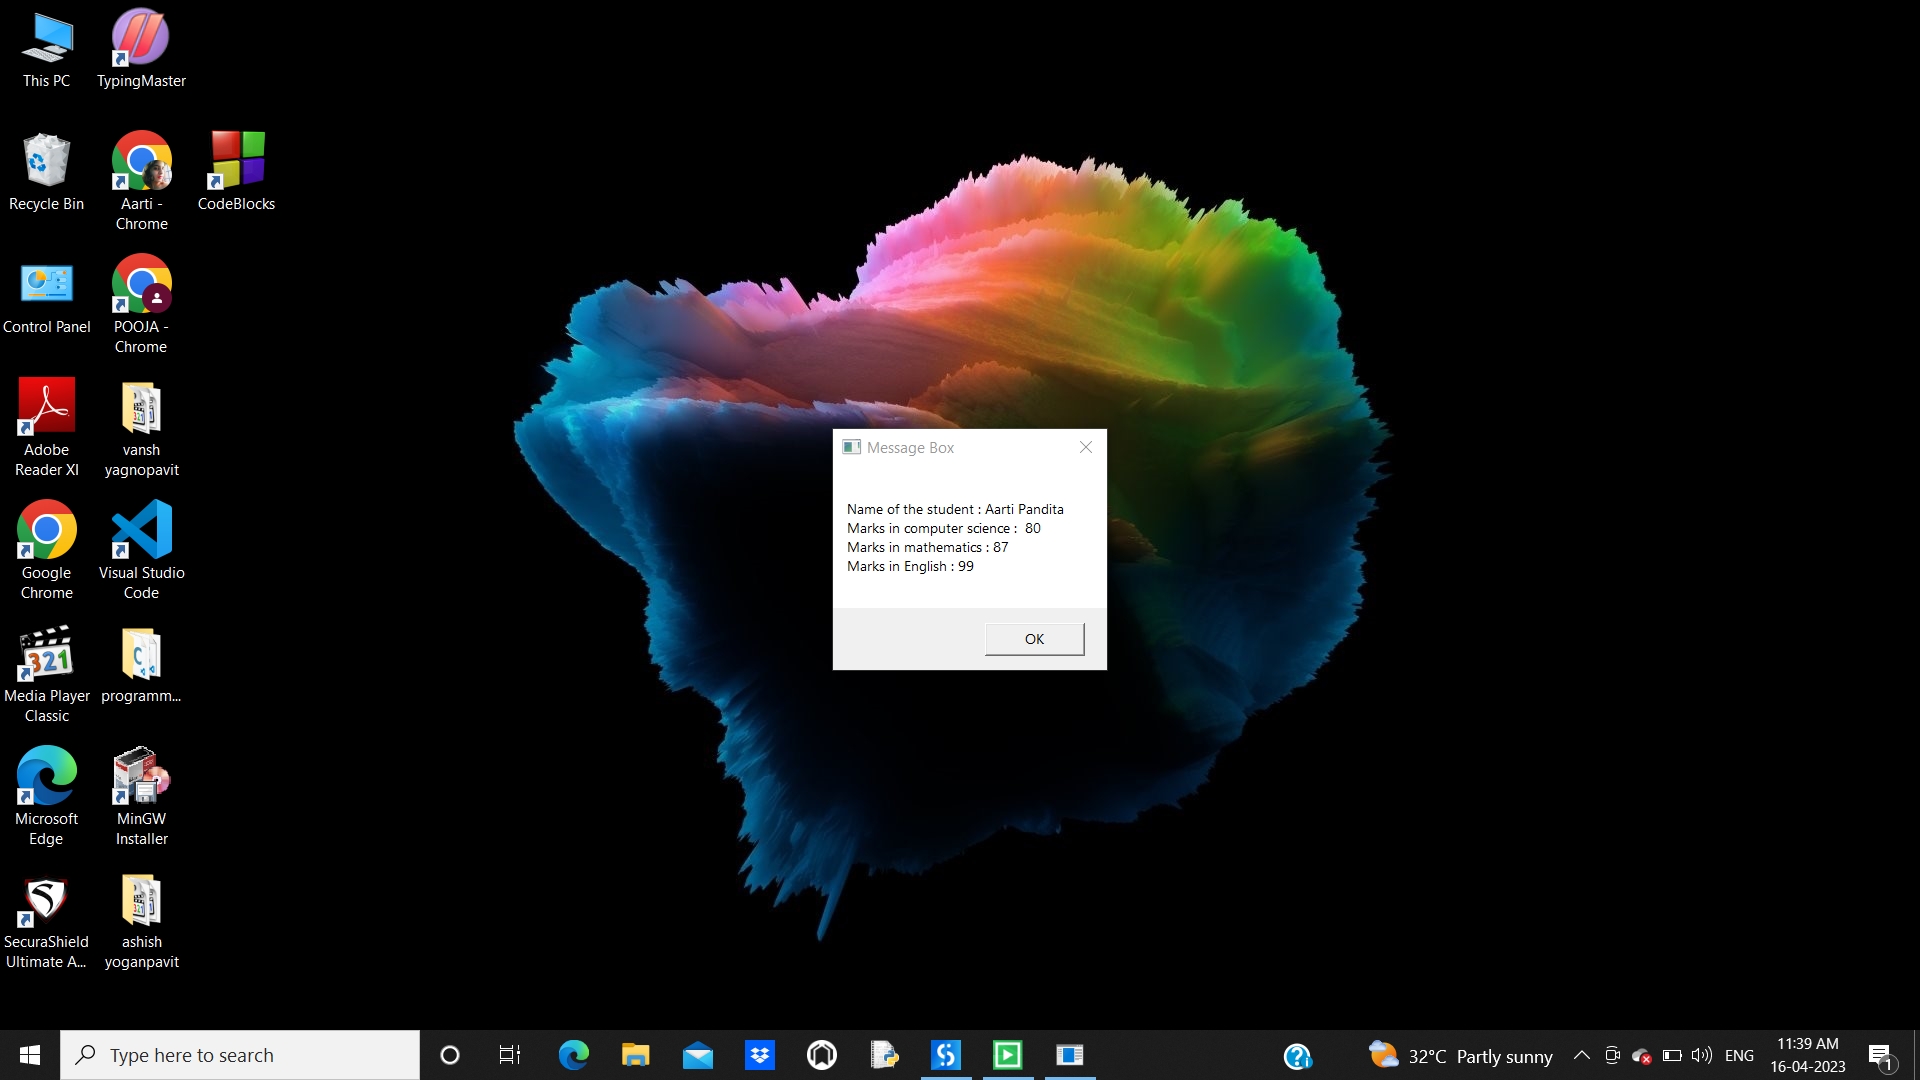 This PC
TypingMaster
Recycle Bin
Aarti -
Chrome
CodeBlocks
Control Panel
POOJA -
Chrome
Adobe
Reader XI
vansh
yagnopavit
Google
Chrome
Visual Studio
Code
Media Player
Classic
programm...
Microsoft
Edge
MinGW
Installer
SecuraShield
Ultimate A...
ashish
yoganpavit
Message Box
Name of the student : Aarti Pandita
Marks in computer science :  80
Marks in mathematics : 87
Marks in English : 99
OK
Type here to search
32°C Partly sunny
ENG
11:39 AM
16-04-2023
1